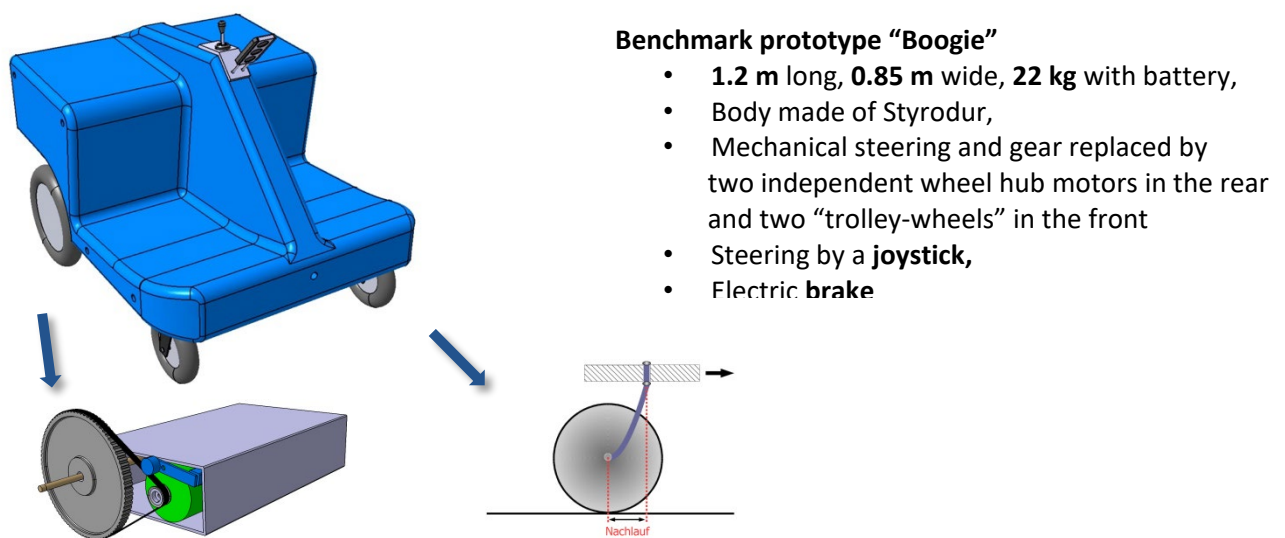 Benchmark prototype “Boogie”
• 1.2 m long, 0.85 m wide, 22 kg with battery,
• Body made of Styrodur,
• Mechanical steering and gear replaced by
two independent wheel hub motors in the rear
and two “trolley-wheels” in the front
• Steering by a joystick,
• Electric brake
Nachlauf